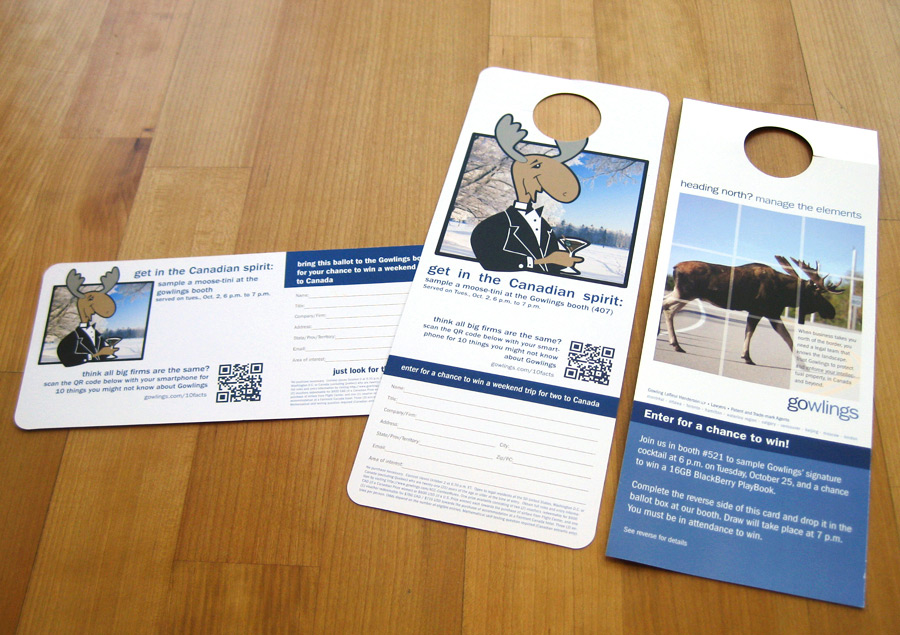 get in the Canadian spirit:
sample a moose-tini at the
gowlings booth
served on tues., Oct. 2, 6 p.m. to 7 p.m.
think all big firms are the same?
scan the QR code below with your smartphone for
10 things you might not know about Gowlings
gowlings.com/10facts
bring this ballot to the Gowlings
for your chance to win a weekend
to Canada
Name:
Title:
Company/Firm:
Address:
State/Prov/Territory:
Email:
Area of interest:
just look for
get in the Canadian spirit:
sample a moose-tini at the Gowlings booth (407)
Served on Tues., Oct. 2, 6 p.m. to 7 p.m.
think all big firms are the same?
scan the QR code below with your smart-
phone for 10 things you might not know
about Gowlings
gowlings.com/10facts
enter for a chance to win a weekend trip for two to Canada
Name:
Title:
Company/Firm:
Address: City:
State/Prov/Territory: Zip/PC:
Email:
Area of interest:
heading north? manage the elements
When business takes you
north of the border, you
need a legal team that
knows the landscape.
Gowlings to protect
and your intellec-
tual property, in Canada
and beyond.
gowlings
Gowling Lafleur Henderson LLP • Lawyers • Patent and Trade-mark Agents
Enter for a chance to win!
Join us in booth #521 to sample Gowlings' signature
cocktail at 6 p.m. on Tuesday, October 25, and a chance
to win a 16GB BlackBerry PlayBook.
Complete the reverse side of this card and drop it in the
ballot box at our booth. Draw will take place at 7 p.m.
You must be in attendance to win.
See reverse for details